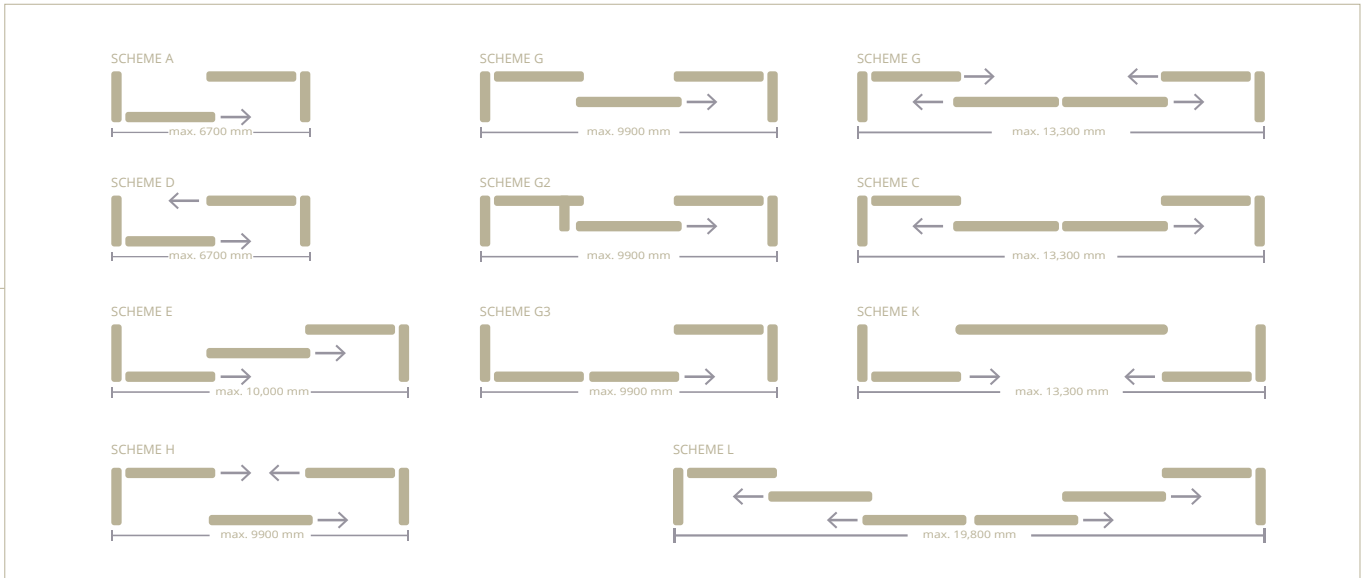 SCHEME A
SCHEME G
SCHEME G
max. 6700 mm
max. 9900 mm
max. 13,300 mm
SCHEME D
SCHEME G2
SCHEME C
max. 6700 mm
max. 9900 mm
max. 13,300 mm
SCHEME E
SCHEME G3
SCHEME K
max. 10,000 mm
max. 9900 mm
max. 13,300 mm
SCHEME H
SCHEME L
max. 9900 mm
max. 19,800 mm